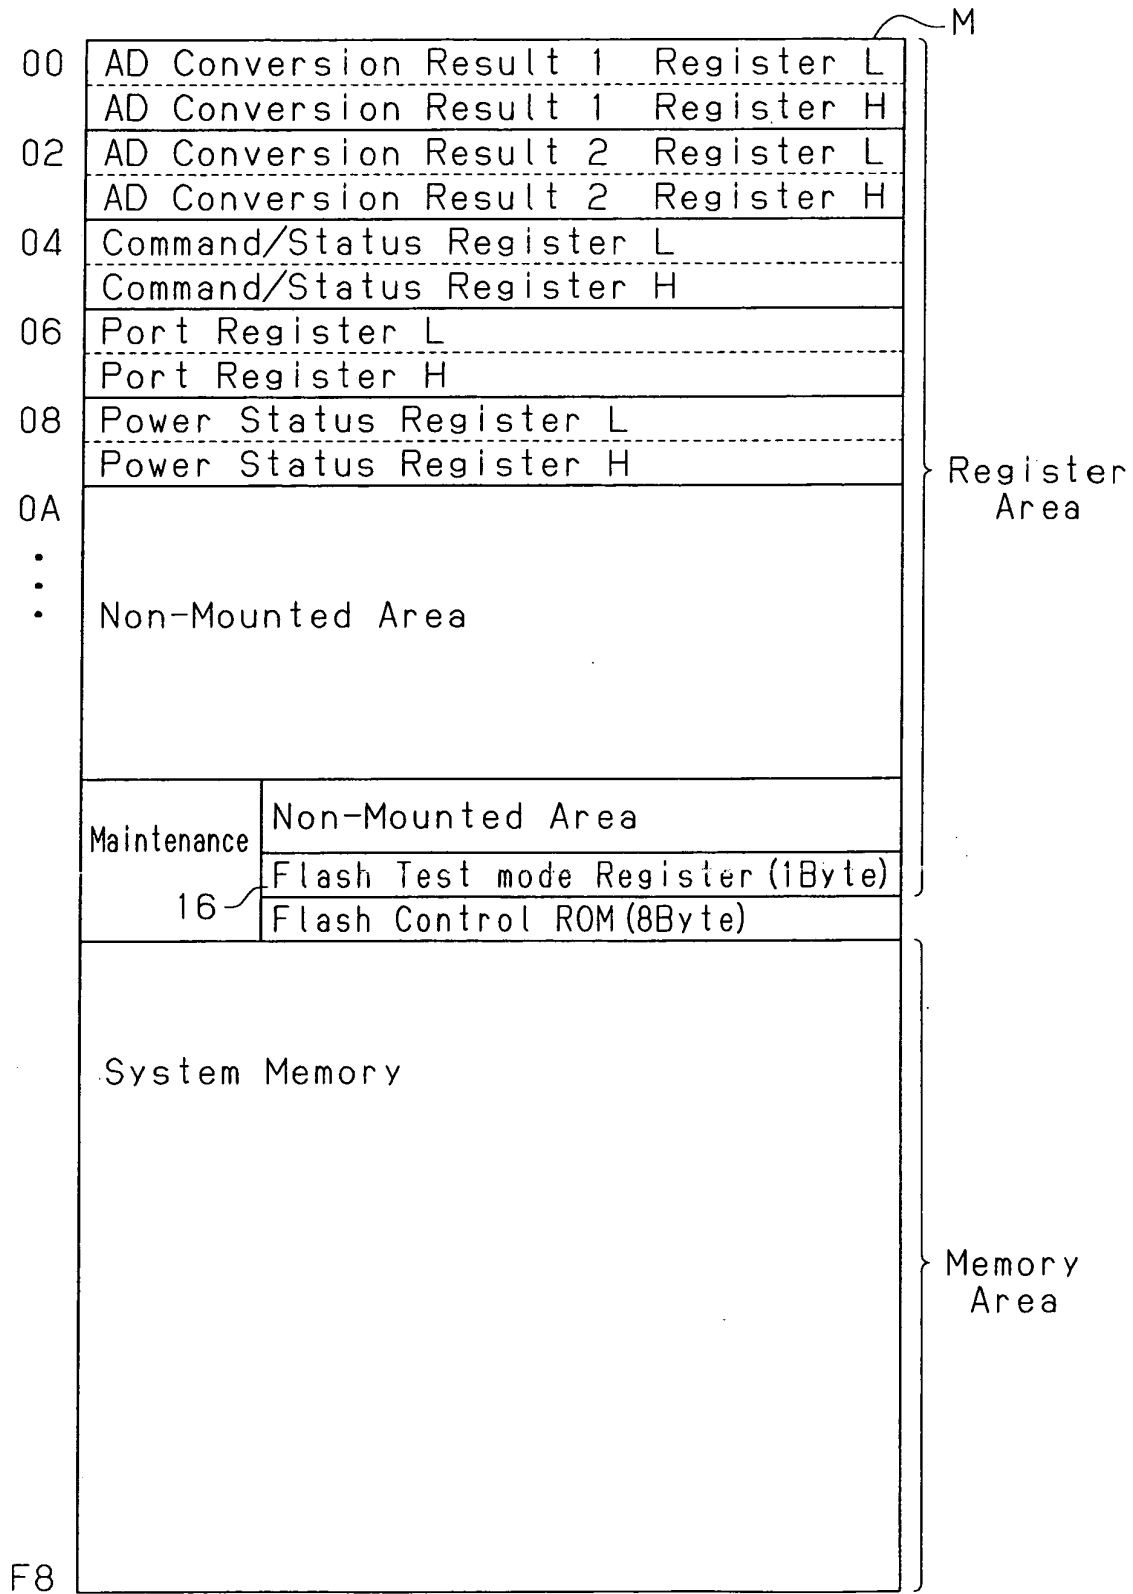 M
00 AD Conversion Result 1 Register L
AD Conversion Result 1 Register H
02 AD Conversion Result 2 Register L
AD Conversion Result 2 Register H
04 Command/Status Register L
Command/Status Register H
06 Port Register L
Port Register H
08 Power Status Register L
Power Status Register H
Register
Area
0A
Non-Mounted Area
Maintenance
Non-Mounted Area
Flash Test mode Register (1Byte)
16
Flash Control ROM (8Byte)
System Memory
Memory
Area
F8